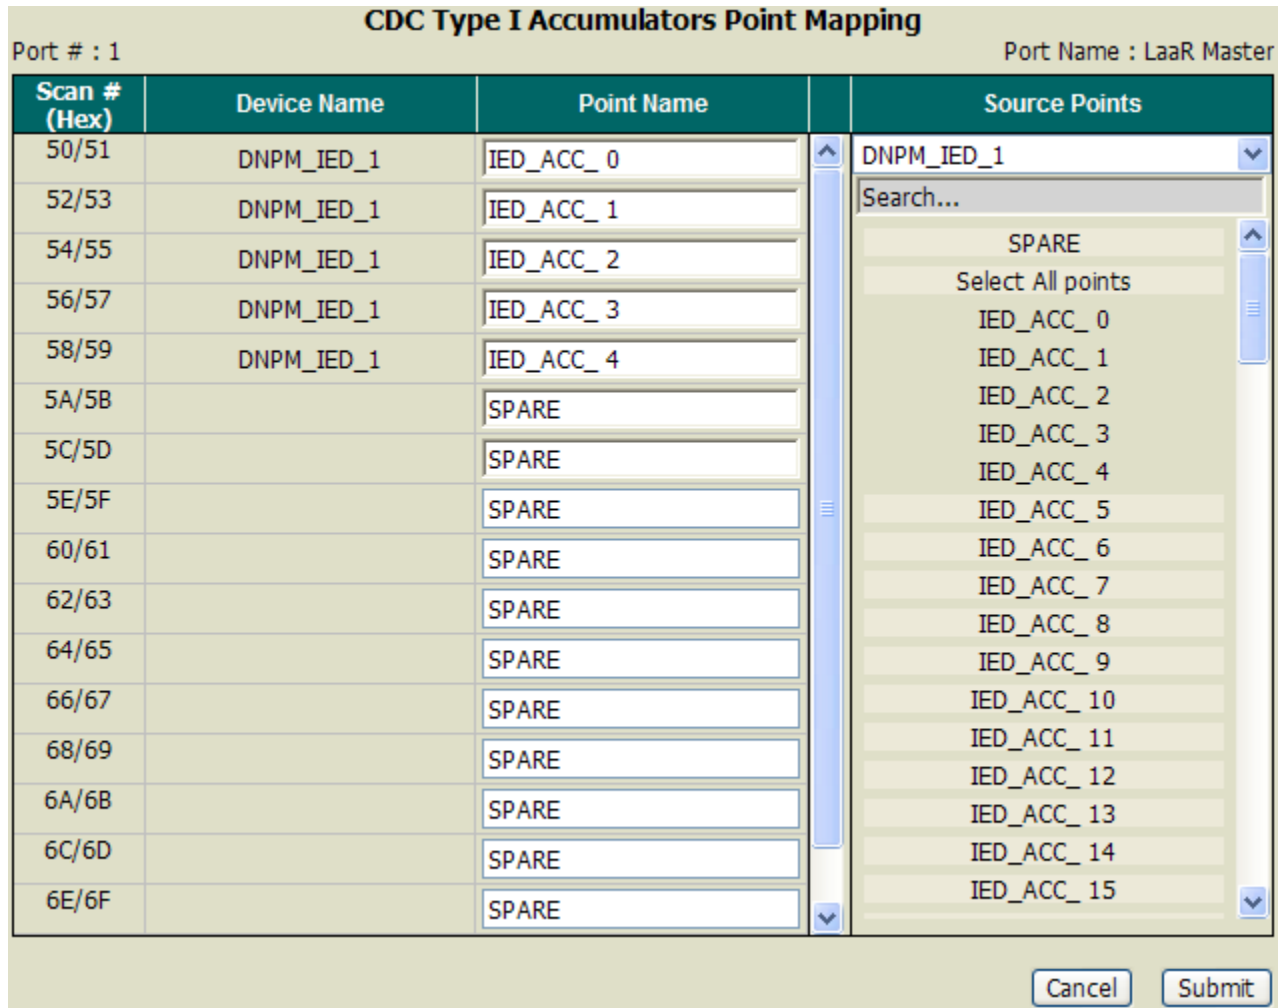 CDC Type I Accumulators Point Mapping
Port # : 1 Port Name : LaaR Master
Scan # (Hex) Device Name Point Name Source Points
50/51 DNPM_IED_1 IED_ACC_ 0
52/53 DNPM_IED_1 IED_ACC_ 1
54/55 DNPM_IED_1 IED_ACC_ 2
56/57 DNPM_IED_1 IED_ACC_ 3
58/59 DNPM_IED_1 IED_ACC_ 4
5A/5B SPARE
5C/5D SPARE
5E/5F SPARE
60/61 SPARE
62/63 SPARE
64/65 SPARE
66/67 SPARE
68/69 SPARE
6A/6B SPARE
6C/6D SPARE
6E/6F SPARE
DNPM_IED_1
Search...
SPARE
Select All points
IED_ACC_ 0
IED_ACC_ 1
IED_ACC_ 2
IED_ACC_ 3
IED_ACC_ 4
IED_ACC_ 5
IED_ACC_ 6
IED_ACC_ 7
IED_ACC_ 8
IED_ACC_ 9
IED_ACC_ 10
IED_ACC_ 11
IED_ACC_ 12
IED_ACC_ 13
IED_ACC_ 14
IED_ACC_ 15
Cancel Submit